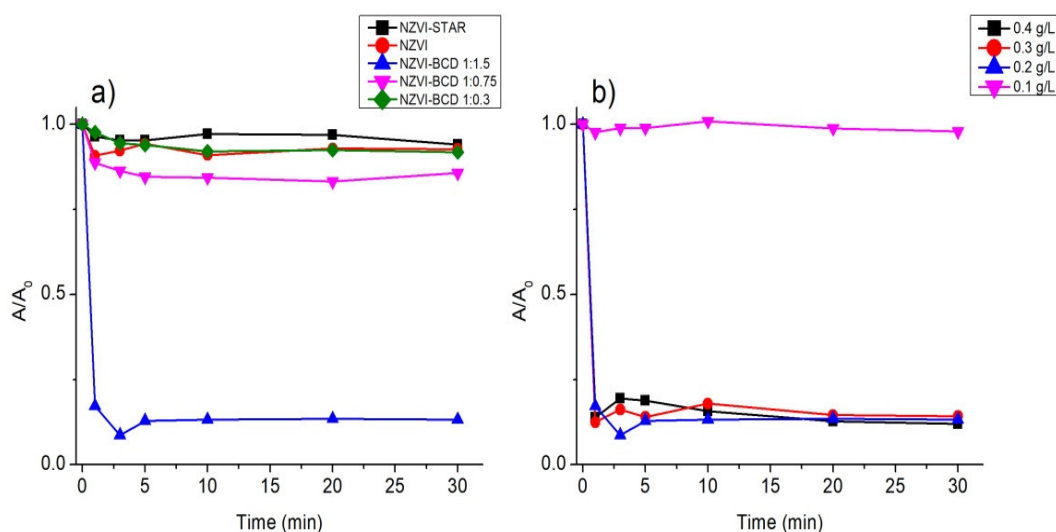 a)
NZVI-STAR
NZVI
NZVI-BCD 1:1.5
NZVI-BCD 1:0.75
NZVI-BCD 1:0.3
1.0
0.5
0.0
A/A₀
0 5 10 15 20 25 30
Time (min)
b)
0.4 g/L
0.3 g/L
0.2 g/L
0.1 g/L
1.0
0.5
0.0
A/A₀
0 5 10 15 20 25 30
Time (min)